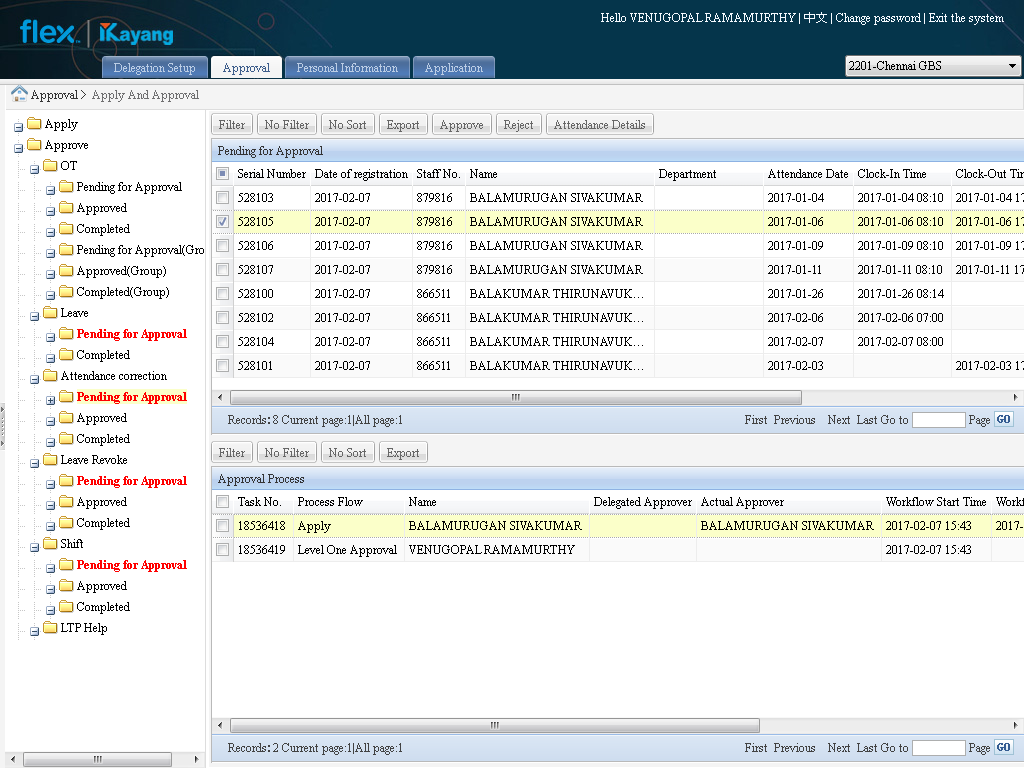 flex | Kayang
Hello VENUGOPAL RAMAMURTHY | 中文 | Change password | Exit the system
Delegation Setup Approval Personal Information Application
2201-Chennai GBS
Approval> Apply And Approval
Apply
Approve
OT
Pending for Approval
Approved
Completed
Pending for Approval(Gro
Approved(Group)
Completed(Group)
Leave
Pending for Approval
Completed
Attendance correction
Pending for Approval
Approved
Completed
Leave Revoke
Pending for Approval
Approved
Completed
Shift
Pending for Approval
Approved
Completed
LTP Help
Filter No Filter No Sort Export Approve Reject Attendance Details
Pending for Approval
Serial Number Date of registration Staff No. Name Department Attendance Date Clock-In Time Clock-Out Tir
528103 2017-02-07 879816 BALAMURUGAN SIVAKUMAR 2017-01-04 2017-01-04 08:10 2017-01-04 17
528105 2017-02-07 879816 BALAMURUGAN SIVAKUMAR 2017-01-06 2017-01-06 08:10 2017-01-06 17
528106 2017-02-07 879816 BALAMURUGAN SIVAKUMAR 2017-01-09 2017-01-09 08:10 2017-01-09 17
528107 2017-02-07 879816 BALAMURUGAN SIVAKUMAR 2017-01-11 2017-01-11 08:10 2017-01-11 17
528100 2017-02-07 866511 BALAKUMAR THIRUNAVUK... 2017-01-26 2017-01-26 08:14
528102 2017-02-07 866511 BALAKUMAR THIRUNAVUK... 2017-02-06 2017-02-06 07:00
528104 2017-02-07 866511 BALAKUMAR THIRUNAVUK... 2017-02-07 2017-02-07 08:00
528101 2017-02-07 866511 BALAKUMAR THIRUNAVUK... 2017-02-03 2017-02-03 17
Records: 8 Current page:1|All page:1 First Previous Next Last Go to Page GO
Filter No Filter No Sort Export
Approval Process
Task No. Process Flow Name Delegated Approver Actual Approver Workflow Start Time Workf
18536418 Apply BALAMURUGAN SIVAKUMAR BALAMURUGAN SIVAKUMAR 2017-02-07 15:43 2017-
18536419 Level One Approval VENUGOPAL RAMAMURTHY 2017-02-07 15:43
Records: 2 Current page:1|All page:1 First Previous Next Last Go to Page GO